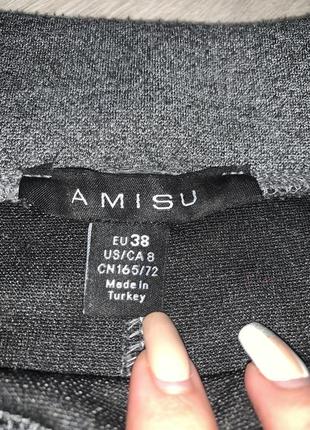 AMISU
EU 38
US/CA 8
CN 165/72
Made in
Turkey